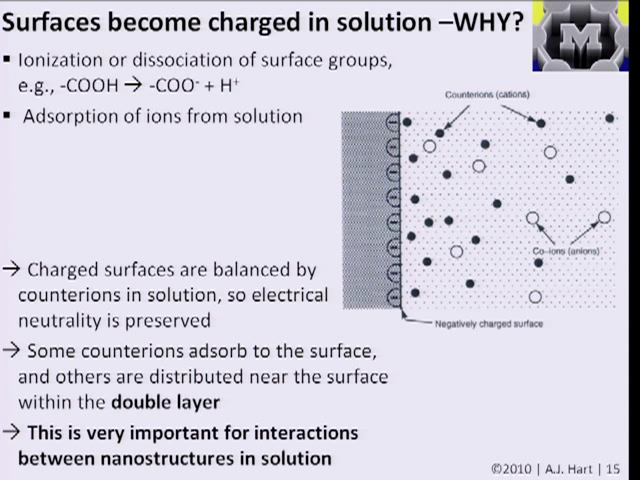 Surfaces become charged in solution –WHY?
▪ Ionization or dissociation of surface groups,
e.g., -COOH → -COO⁻ + H⁺
▪ Adsorption of ions from solution
Counterions (cations)
Co-ions (anions)
Negatively charged surface
→ Charged surfaces are balanced by
counterions in solution, so electrical
neutrality is preserved
→ Some counterions adsorb to the surface,
and others are distributed near the surface
within the double layer
→ This is very important for interactions
between nanostructures in solution
M
©2010 | A.J. Hart | 15